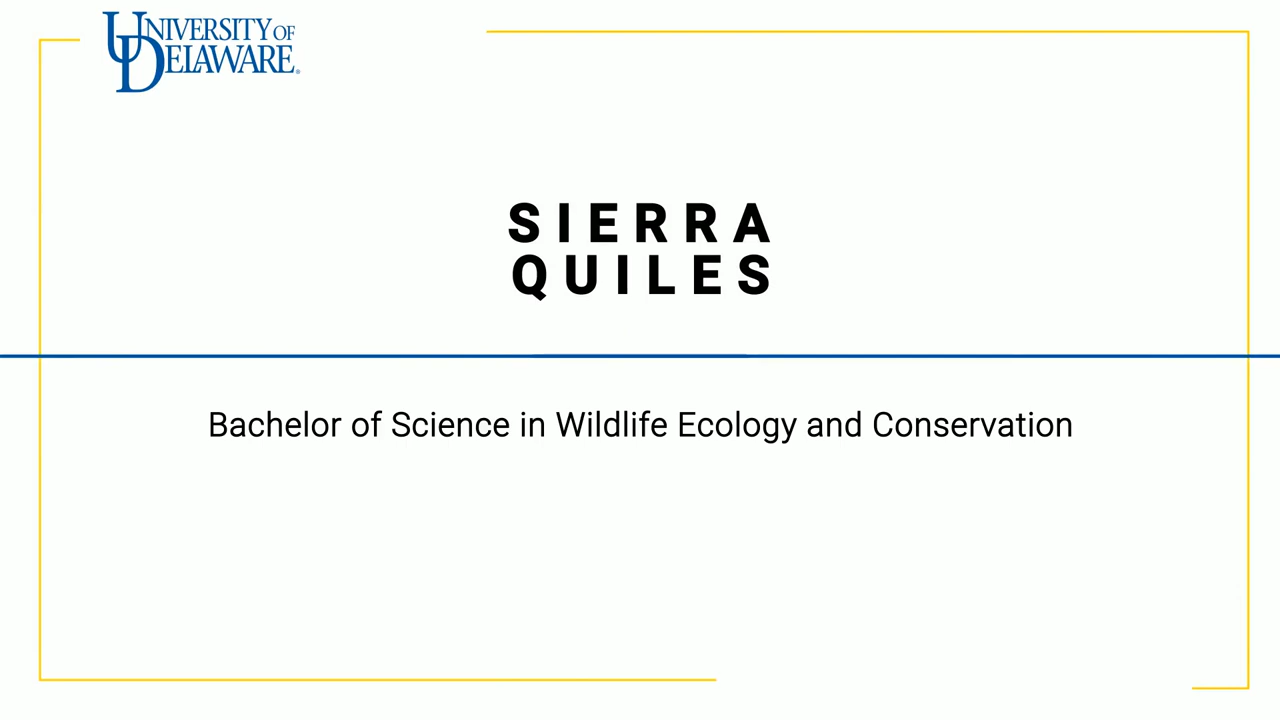 UNIVERSITY OF
DELAWARE
SIERRA
QUILES
Bachelor of Science in Wildlife Ecology and Conservation